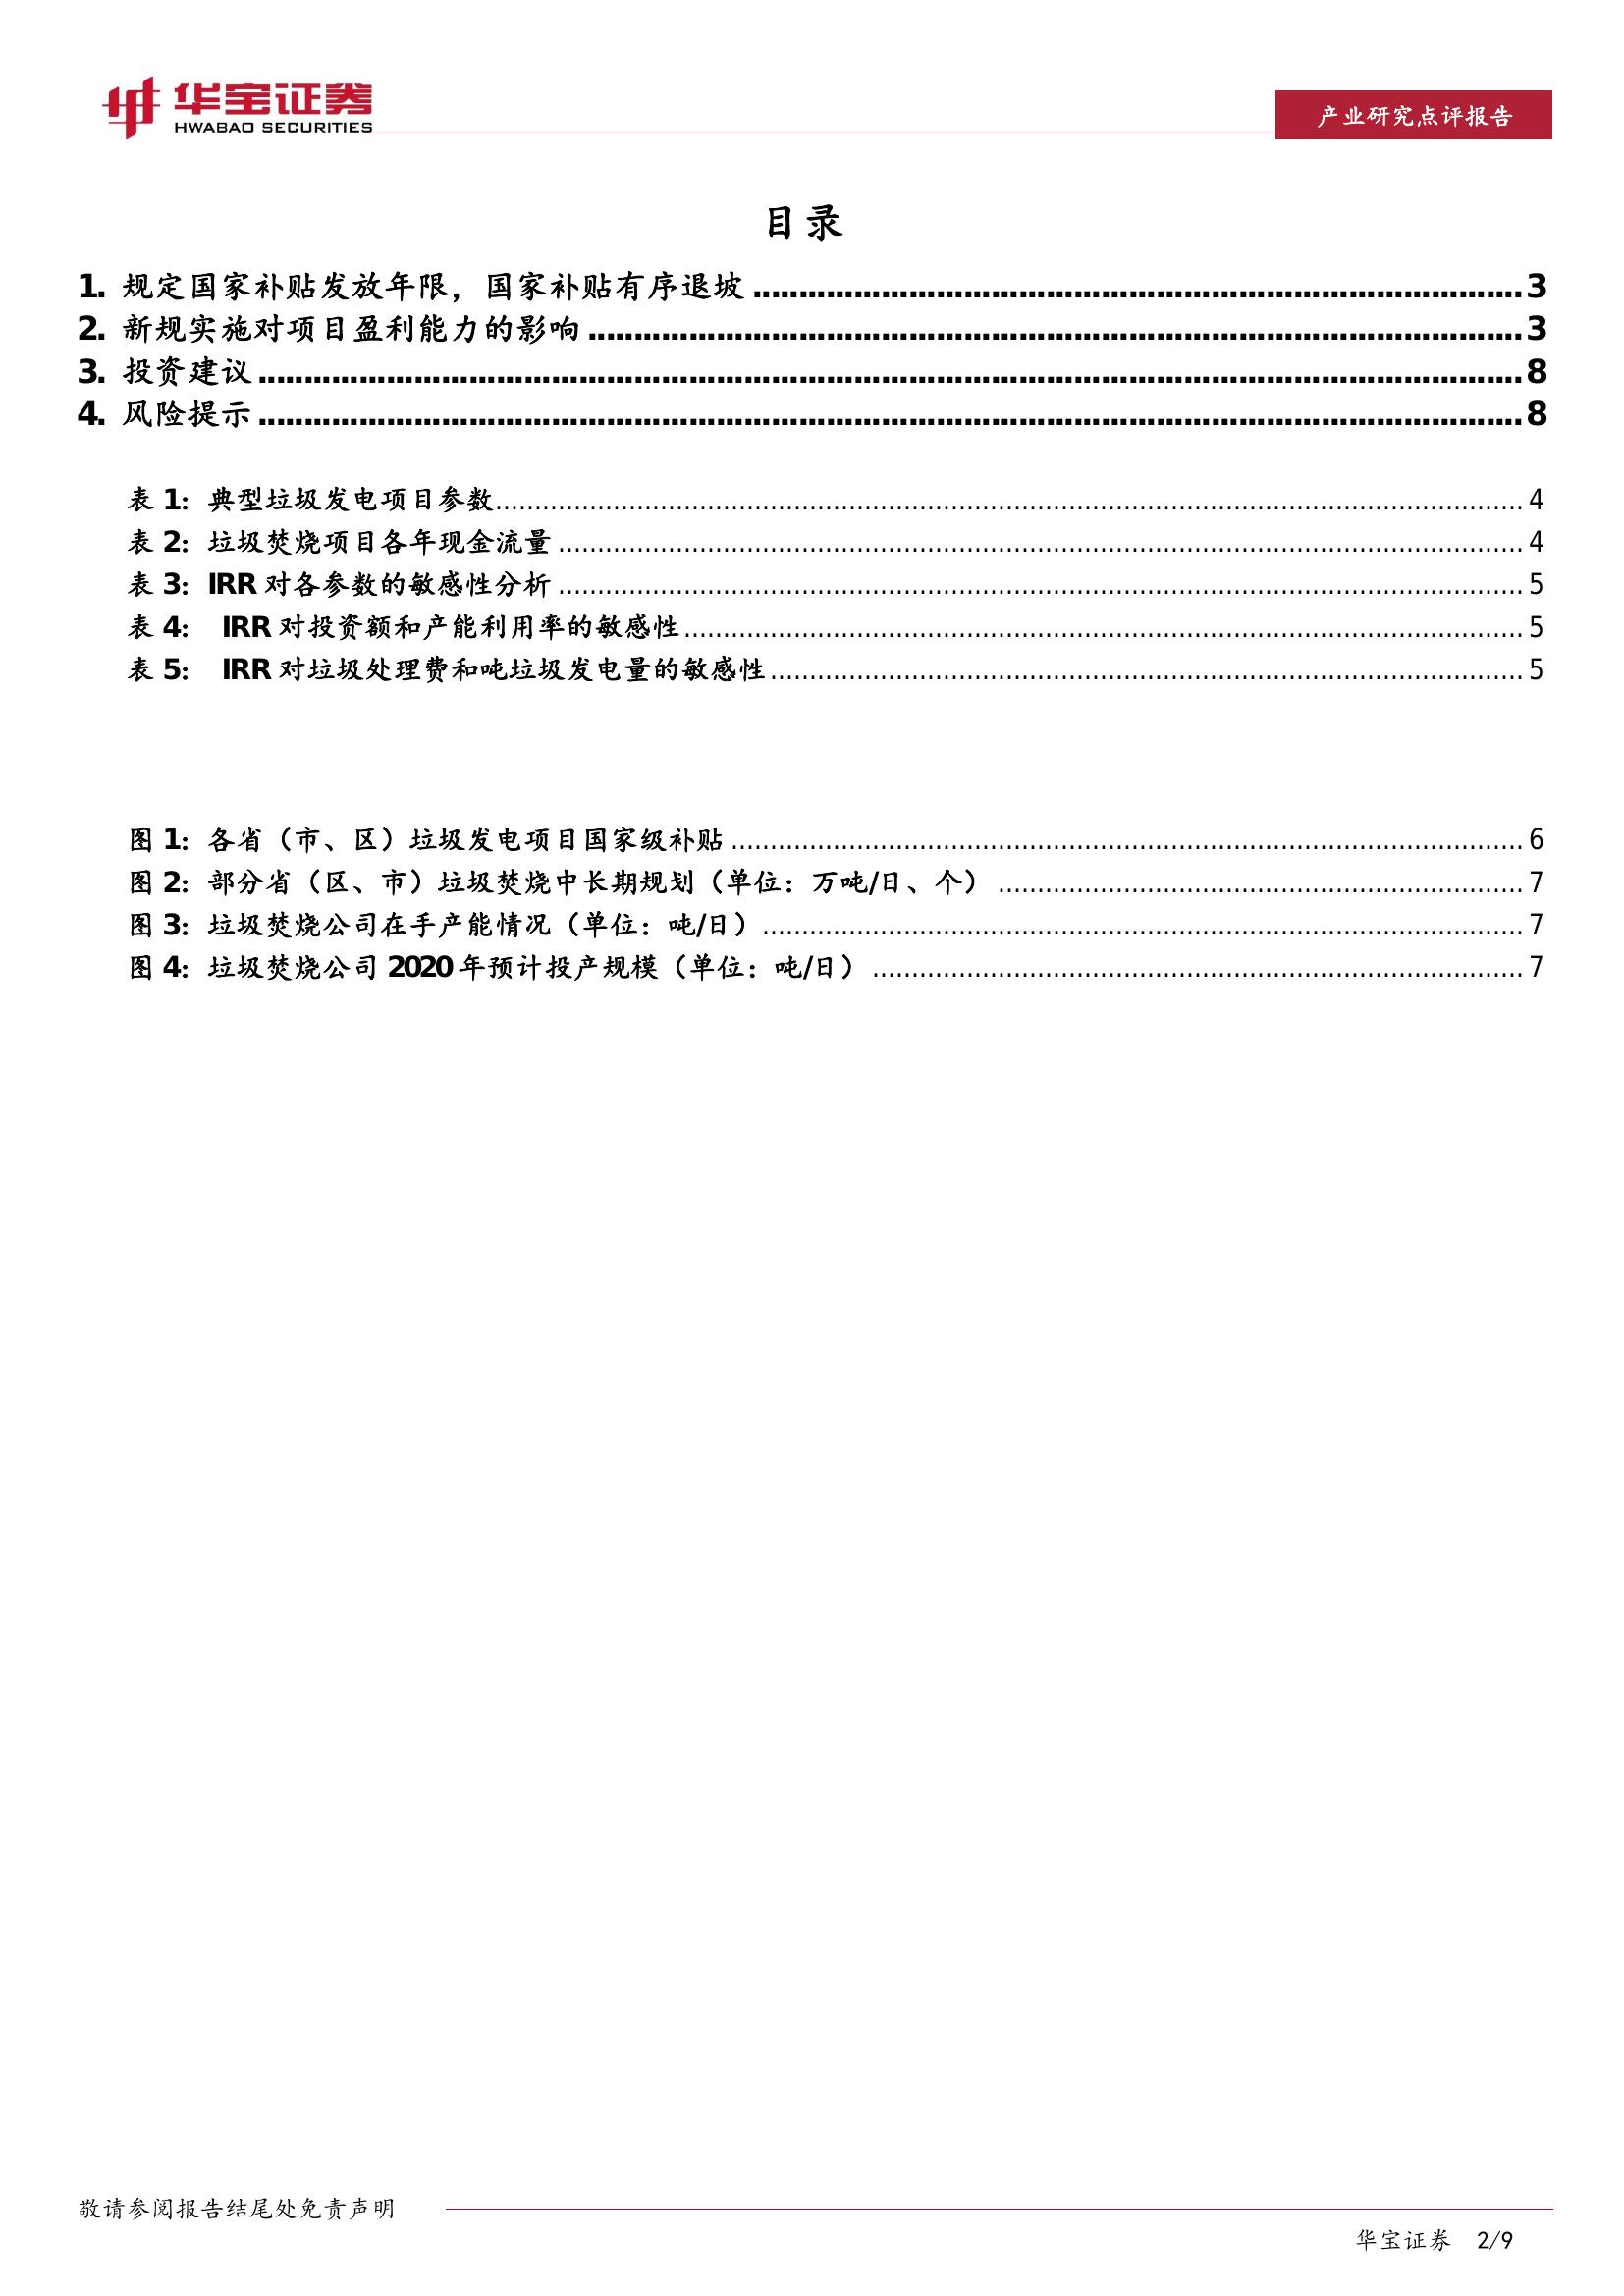 华宝证券
HWABAO SECURITIES
产业研究点评报告
目录
1. 规定国家补贴发放年限，国家补贴有序退坡 3
2. 新规实施对项目盈利能力的影响 3
3. 投资建议 8
4. 风险提示 8
表 1：典型垃圾发电项目参数 4
表 2：垃圾焚烧项目各年现金流量 4
表 3：IRR 对各参数的敏感性分析 5
表 4： IRR 对投资额和产能利用率的敏感性 5
表 5： IRR 对垃圾处理费和吨垃圾发电量的敏感性 5
图 1：各省（市、区）垃圾发电项目国家级补贴 6
图 2：部分省（区、市）垃圾焚烧中长期规划（单位：万吨/日、个） 7
图 3：垃圾焚烧公司在手产能情况（单位：吨/日） 7
图 4：垃圾焚烧公司 2020 年预计投产规模（单位：吨/日） 7
敬请参阅报告结尾处免责声明
华宝证券 2/9